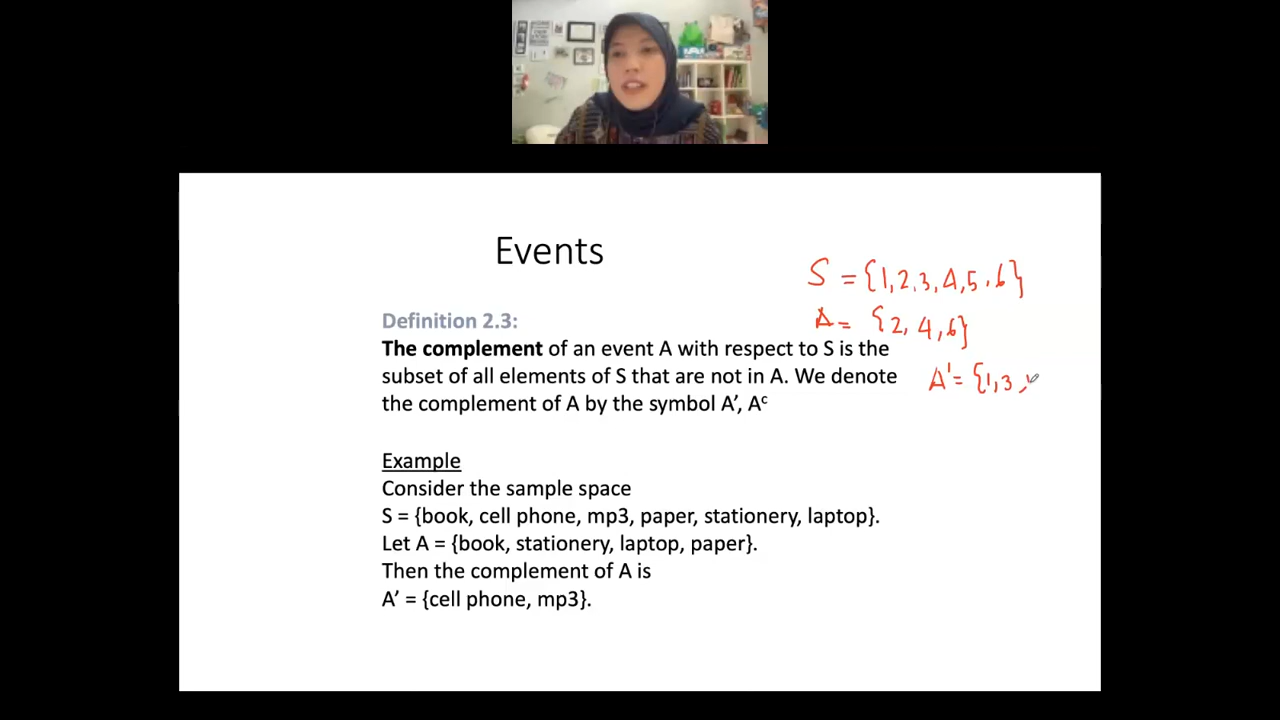 Events
S = {1, 2, 3, 4, 5, 6}
A = {2, 4, 6}
A' = {1, 3,
Definition 2.3:
The complement of an event A with respect to S is the
subset of all elements of S that are not in A. We denote
the complement of A by the symbol A’, Aᶜ
Example
Consider the sample space
S = {book, cell phone, mp3, paper, stationery, laptop}.
Let A = {book, stationery, laptop, paper}.
Then the complement of A is
A’ = {cell phone, mp3}.